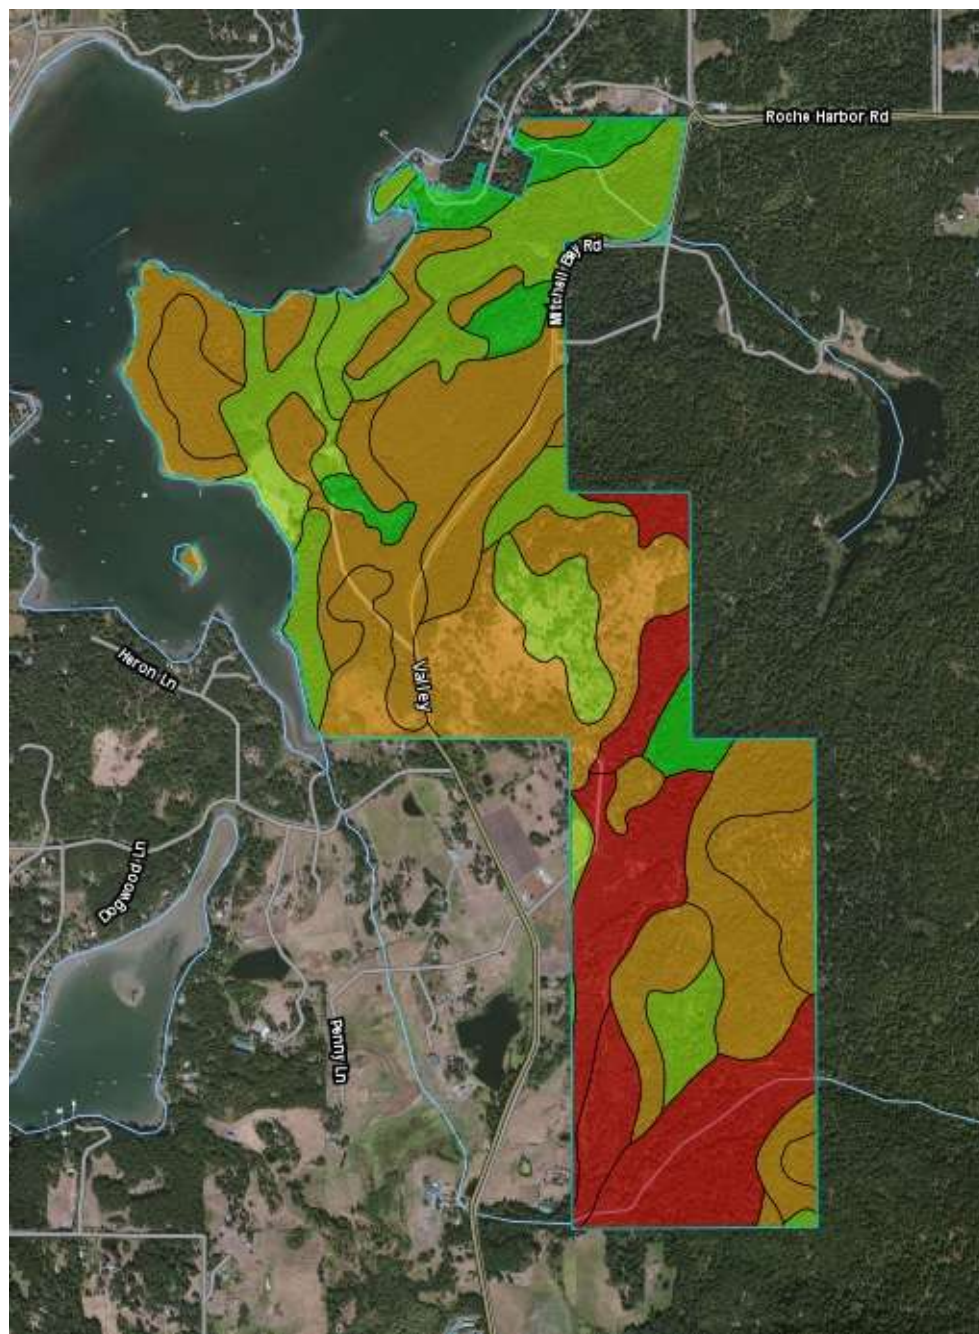 Roche Harbor Rd
Mitchell Bay Rd
Heron Ln
Valley
Dogwood Ln
Penny Ln